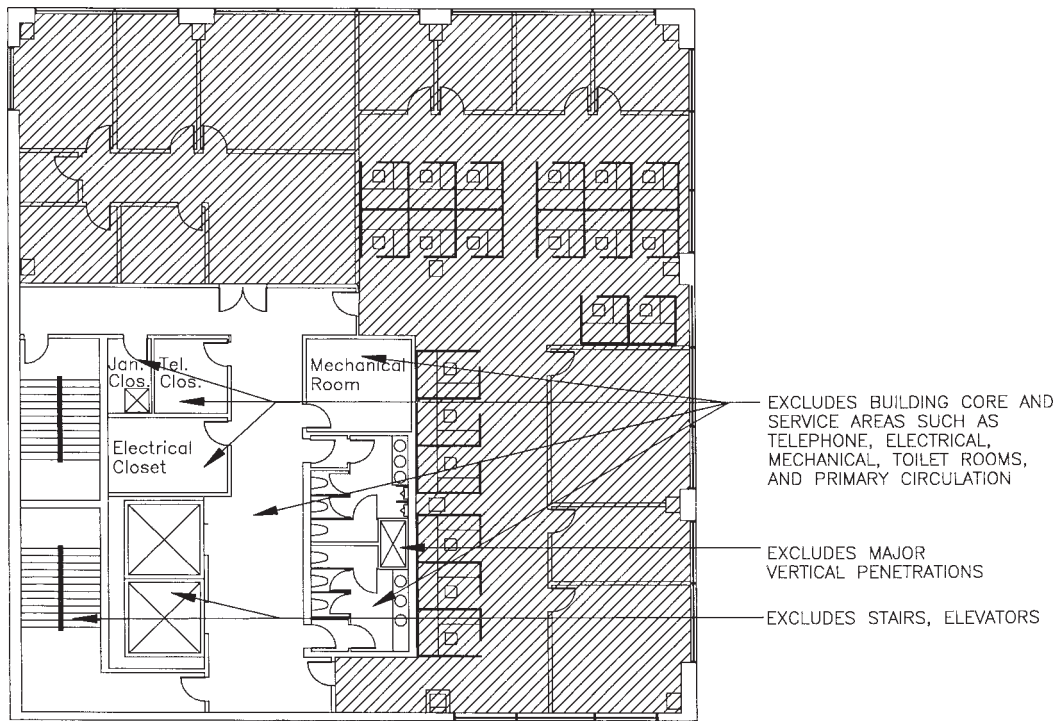 Jan. Tel.
Clos. Clos.
Mechanical
Room
Electrical
Closet
EXCLUDES BUILDING CORE AND
SERVICE AREAS SUCH AS
TELEPHONE, ELECTRICAL,
MECHANICAL, TOILET ROOMS,
AND PRIMARY CIRCULATION
EXCLUDES MAJOR
VERTICAL PENETRATIONS
EXCLUDES STAIRS, ELEVATORS